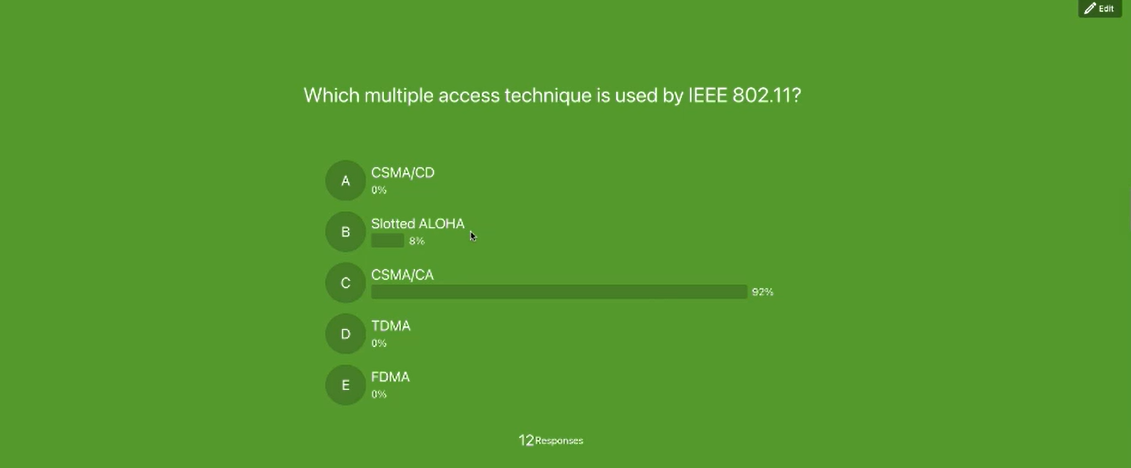 Edit
Which multiple access technique is used by IEEE 802.11?
A
CSMA/CD
0%
B
Slotted ALOHA
8%
C
CSMA/CA
92%
D
TDMA
0%
E
FDMA
0%
12 Responses